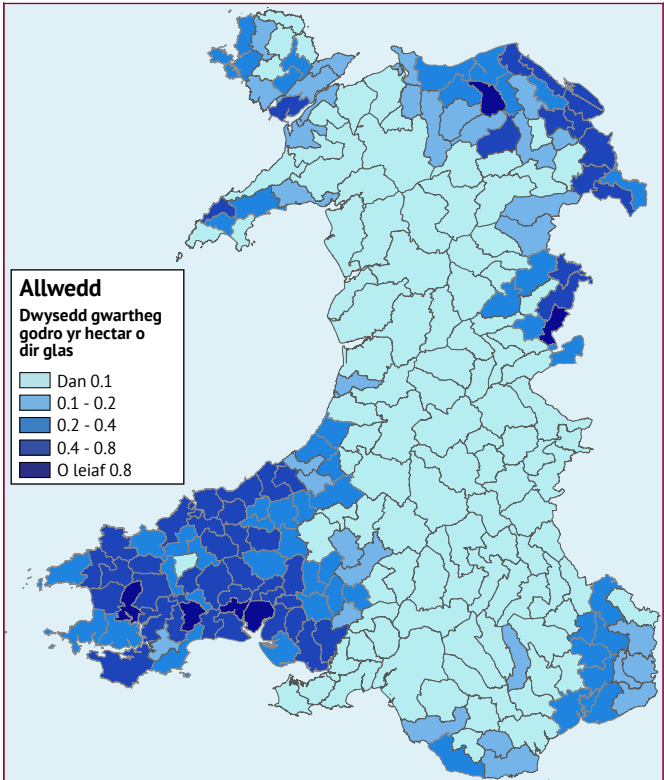 Allwedd
Dwysedd gwartheg
godro yr hectar o
dir glas
Dan 0.1
0.1 - 0.2
0.2 - 0.4
0.4 - 0.8
O leiaf 0.8